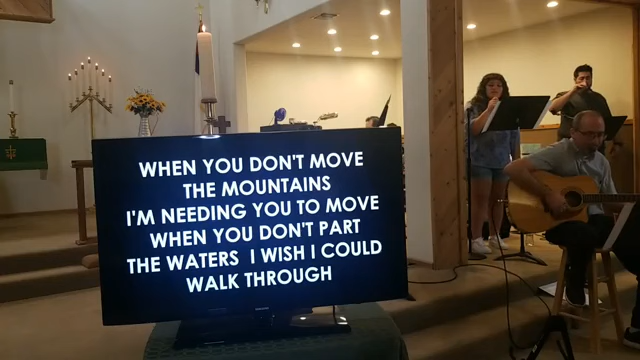 WHEN YOU DON'T MOVE
THE MOUNTAINS
I'M NEEDING YOU TO MOVE
WHEN YOU DON'T PART
THE WATERS I WISH I COULD
WALK THROUGH